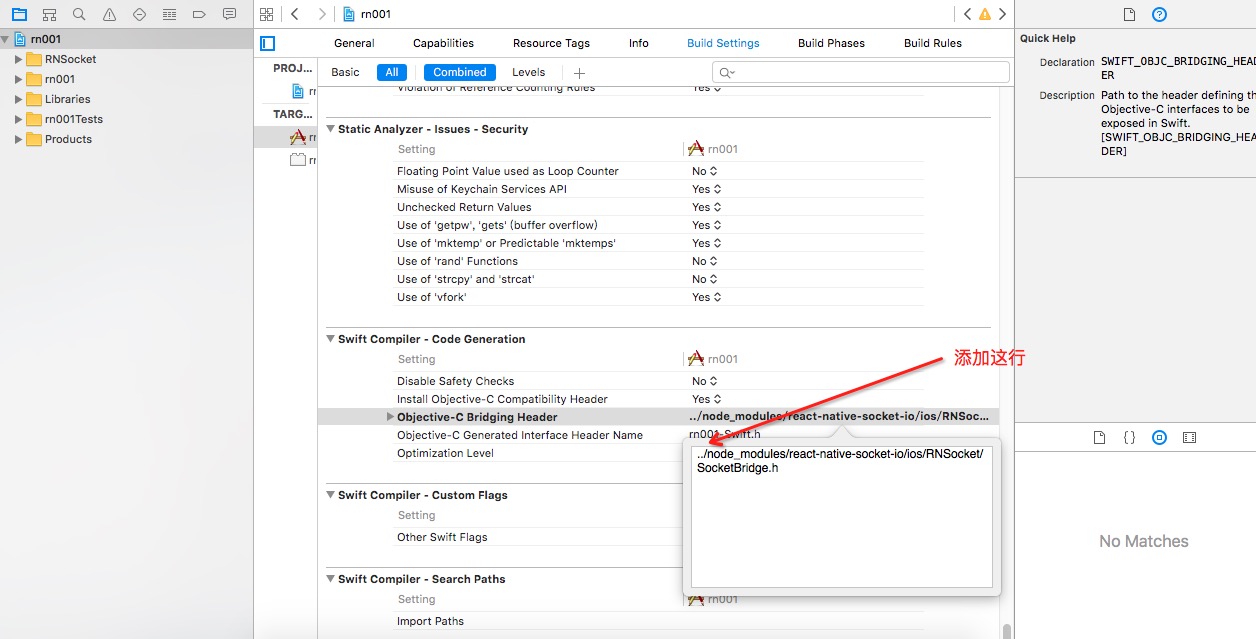 rn001
RNSocket
rn001
Libraries
rn001Tests
Products
rn001
General Capabilities Resource Tags Info Build Settings Build Phases Build Rules
PROJ...
TARG...
Basic All Combined Levels
Violation of Reference Counting Rules Yes
Static Analyzer - Issues - Security
Setting rn001
Floating Point Value used as Loop Counter No
Misuse of Keychain Services API Yes
Unchecked Return Values Yes
Use of 'getpw', 'gets' (buffer overflow) Yes
Use of 'mktemp' or Predictable 'mktemps' Yes
Use of 'rand' Functions No
Use of 'strcpy' and 'strcat' No
Use of 'vfork' Yes
Swift Compiler - Code Generation
Setting rn001
Disable Safety Checks No
Install Objective-C Compatibility Header Yes
Objective-C Bridging Header ../node_modules/react-native-socket-io/ios/RNSoc...
Objective-C Generated Interface Header Name rn001-Swift.h
Optimization Level
../node_modules/react-native-socket-io/ios/RNSocket/
SocketBridge.h
添加这行
Swift Compiler - Custom Flags
Setting
Other Swift Flags
Swift Compiler - Search Paths
Setting rn001
Import Paths
Quick Help
Declaration SWIFT_OBJC_BRIDGING_HEAD
ER
Description Path to the header defining th
Objective-C interfaces to be
exposed in Swift.
[SWIFT_OBJC_BRIDGING_HEA
DER]
No Matches